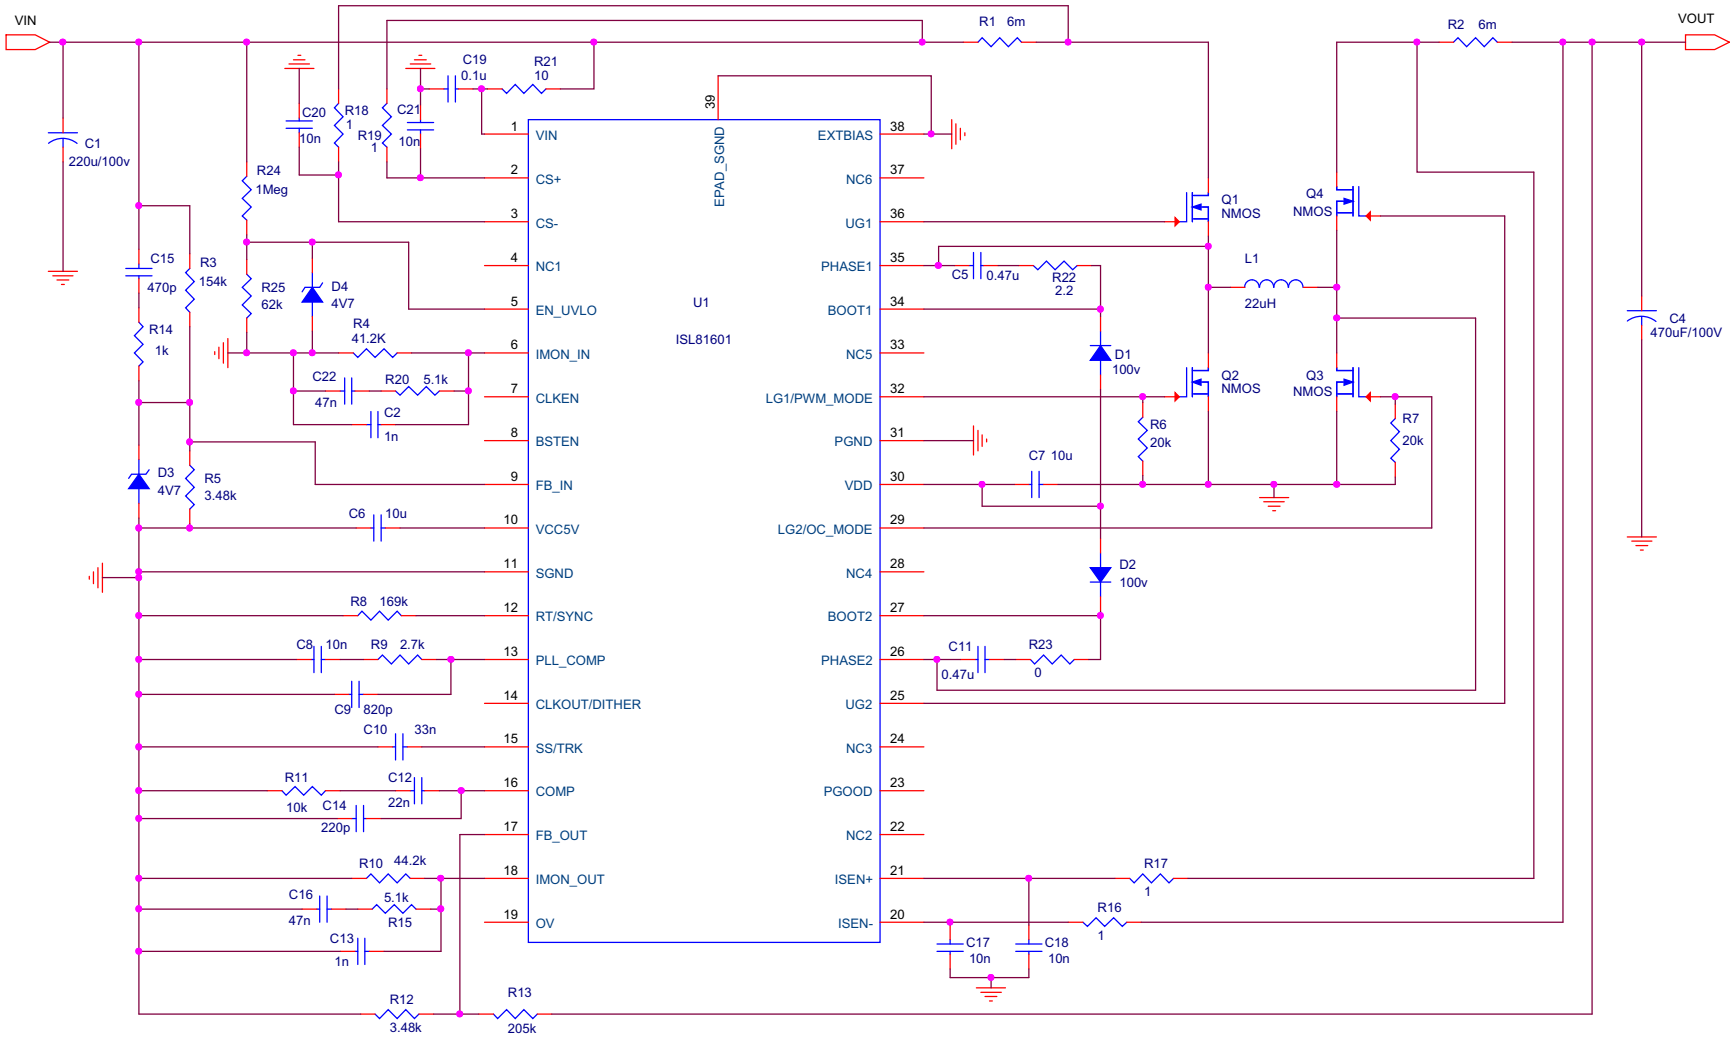 VIN
VOUT
R1 6m
R2 6m
C1
220u/100v
C19
0.1u
R21
10
C20
10n
R18
1
R19
1
C21
10n
39
EPAD_SGND
R24
1Meg
R25
62k
D4
4V7
R4
41.2K
C22
47n
R20 5.1k
C2
1n
C15
470p
R3
154k
R14
1k
D3
4V7
R5
3.48k
C6 10u
R8 169k
C8 10n
R9 2.7k
C9 820p
C10 33n
R11
10k
C12
22n
C14
220p
R10 44.2k
C16
47n
5.1k
R15
C13
1n
R12
3.48k
R13
205k
U1
ISL81601
1 VIN
2 CS+
3 CS-
4 NC1
5 EN_UVLO
6 IMON_IN
7 CLKEN
8 BSTEN
9 FB_IN
10 VCC5V
11 SGND
12 RT/SYNC
13 PLL_COMP
14 CLKOUT/DITHER
15 SS/TRK
16 COMP
17 FB_OUT
18 IMON_OUT
19 OV
EXTBIAS 38
NC6 37
UG1 36
PHASE1 35
BOOT1 34
NC5 33
LG1/PWM_MODE 32
PGND 31
VDD 30
LG2/OC_MODE 29
NC4 28
BOOT2 27
PHASE2 26
UG2 25
NC3 24
PGOOD 23
NC2 22
ISEN+ 21
ISEN- 20
Q1
NMOS
Q4
NMOS
C5 0.47u
R22
2.2
L1
22uH
D1
100v
Q2
NMOS
Q3
NMOS
R6
20k
R7
20k
C7 10u
D2
100v
C11
0.47u
R23
0
R17
1
R16
1
C17
10n
C18
10n
C4
470uF/100V